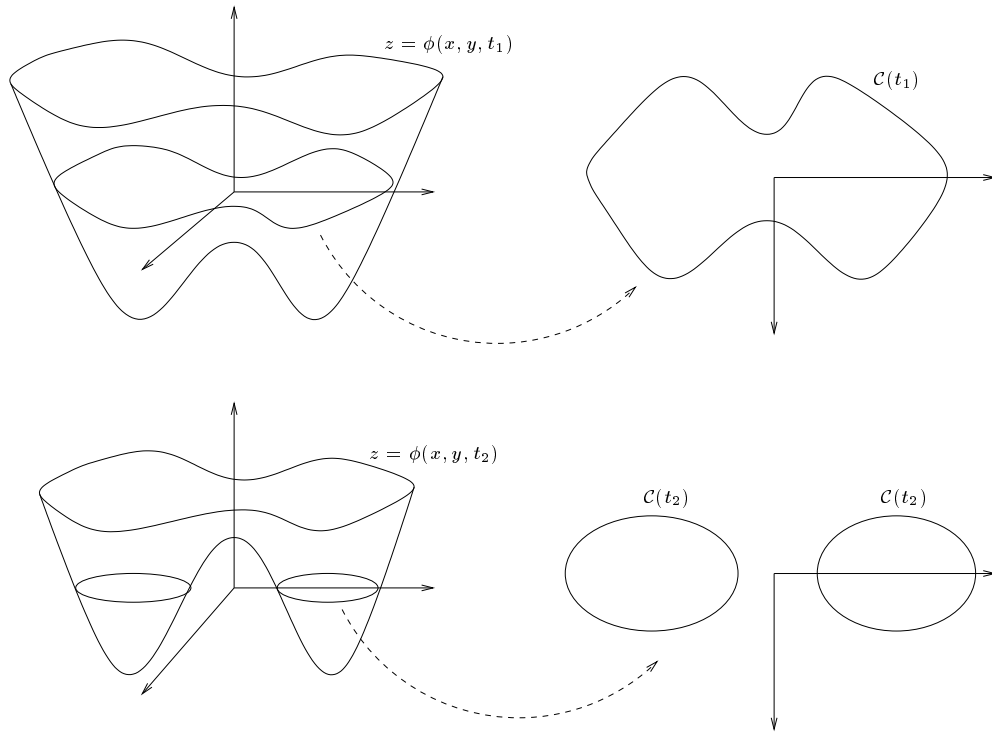 z = ϕ(x, y, t₁)
𝒞(t₁)
z = ϕ(x, y, t₂)
𝒞(t₂)
𝒞(t₂)